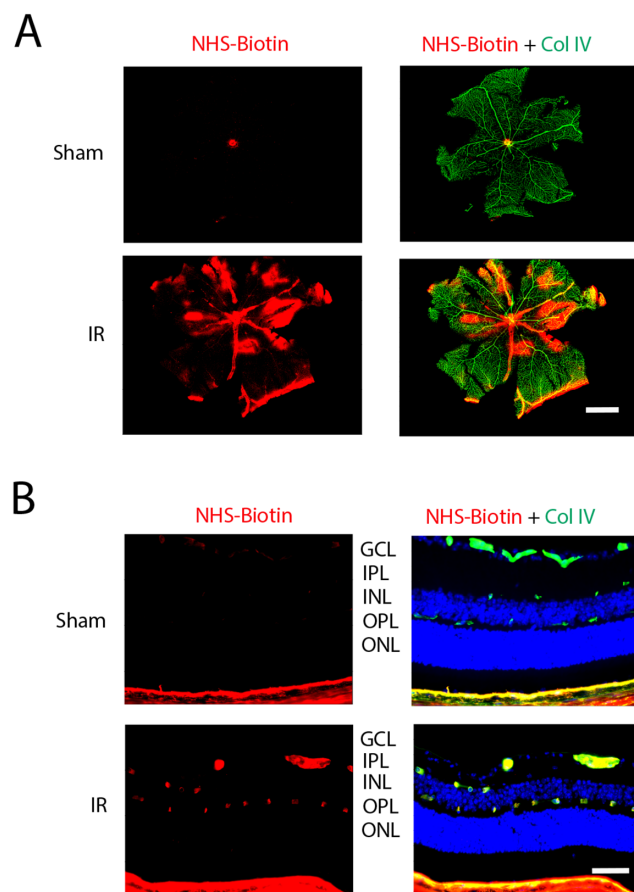 A
NHS-Biotin
NHS-Biotin + Col IV
Sham
IR
B
NHS-Biotin
NHS-Biotin + Col IV
Sham
GCL
IPL
INL
OPL
ONL
IR
GCL
IPL
INL
OPL
ONL